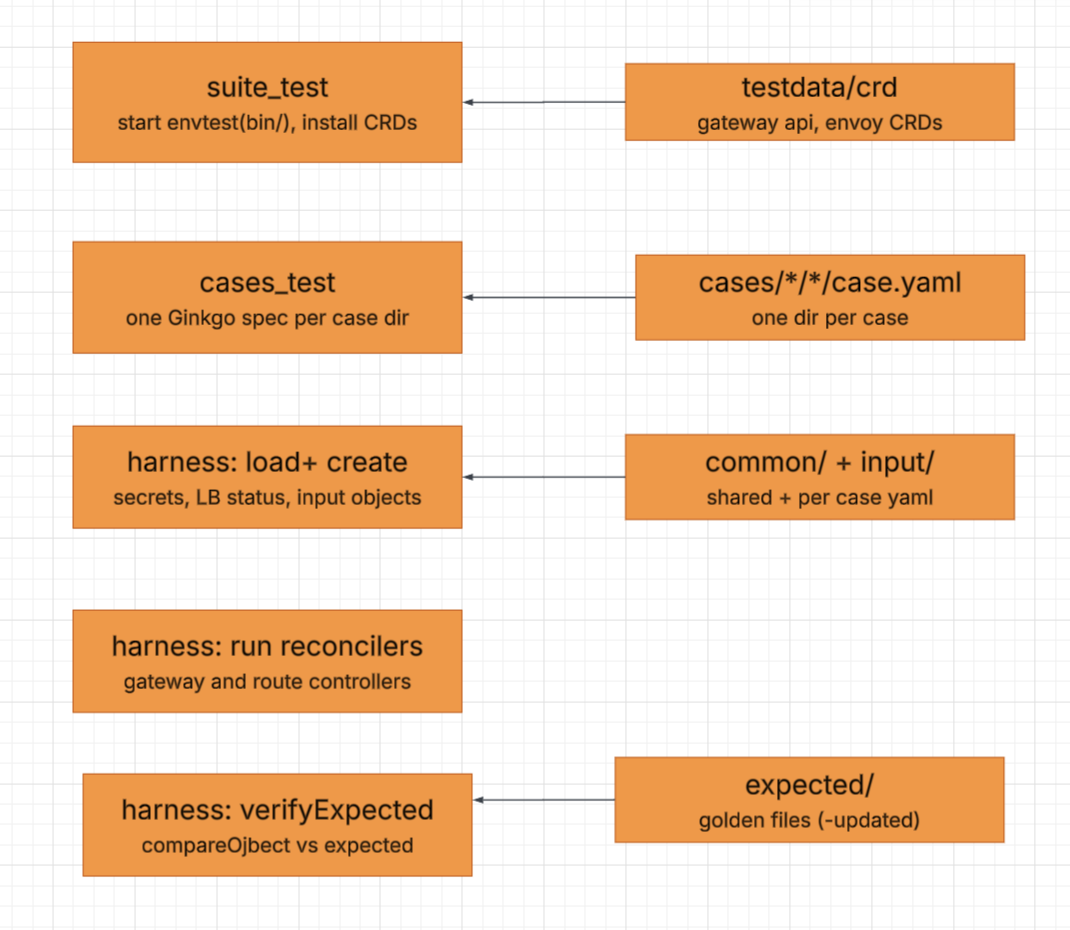 suite_test
start envtest(bin/), install CRDs
testdata/crd
gateway api, envoy CRDs
cases_test
one Ginkgo spec per case dir
cases/*/*/case.yaml
one dir per case
harness: load+ create
secrets, LB status, input objects
common/ + input/
shared + per case yaml
harness: run reconcilers
gateway and route controllers
harness: verifyExpected
compareOjbect vs expected
expected/
golden files (-updated)